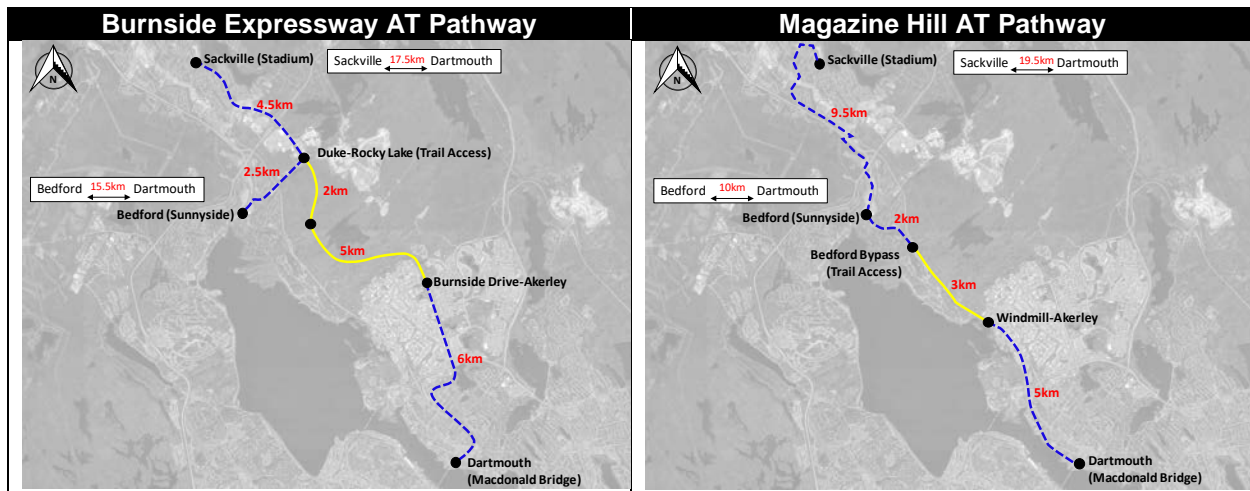 Burnside Expressway AT Pathway
N
Sackville (Stadium)
Sackville 17.5km Dartmouth
4.5km
Duke-Rocky Lake (Trail Access)
2.5km
2km
Bedford 15.5km Dartmouth
Bedford (Sunnyside)
5km
Burnside Drive-Akerley
6km
Dartmouth
(Macdonald Bridge)
Magazine Hill AT Pathway
N
Sackville (Stadium)
Sackville 19.5km Dartmouth
9.5km
Bedford 10km Dartmouth
Bedford (Sunnyside)
2km
Bedford Bypass
(Trail Access)
3km
Windmill-Akerley
5km
Dartmouth
(Macdonald Bridge)